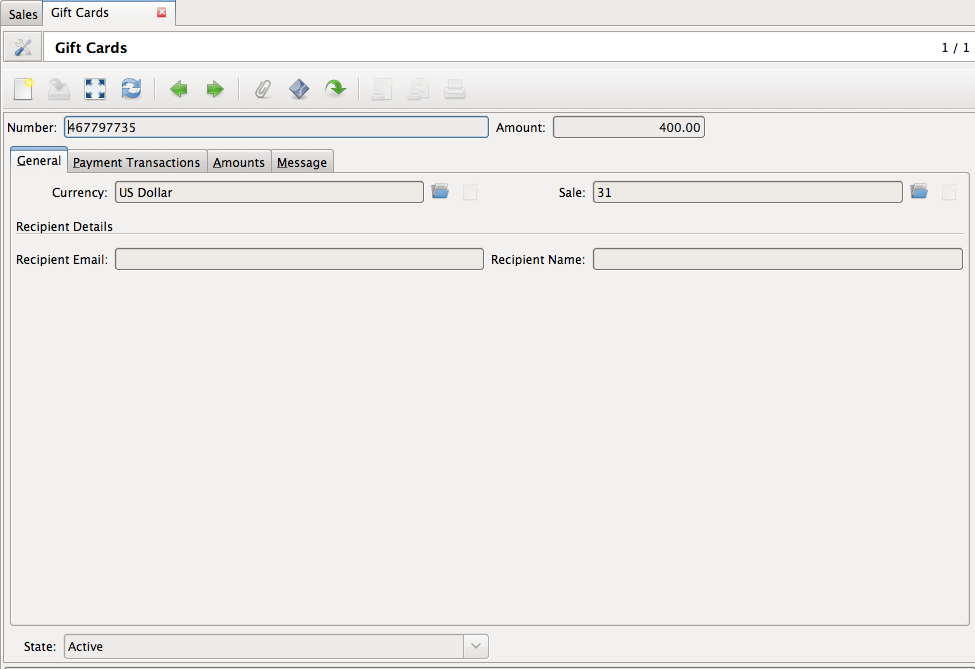 Sales Gift Cards
Gift Cards 1 / 1
Number: 467797735 Amount: 400.00
General Payment Transactions Amounts Message
Currency: US Dollar Sale: 31
Recipient Details
Recipient Email: Recipient Name:
State: Active